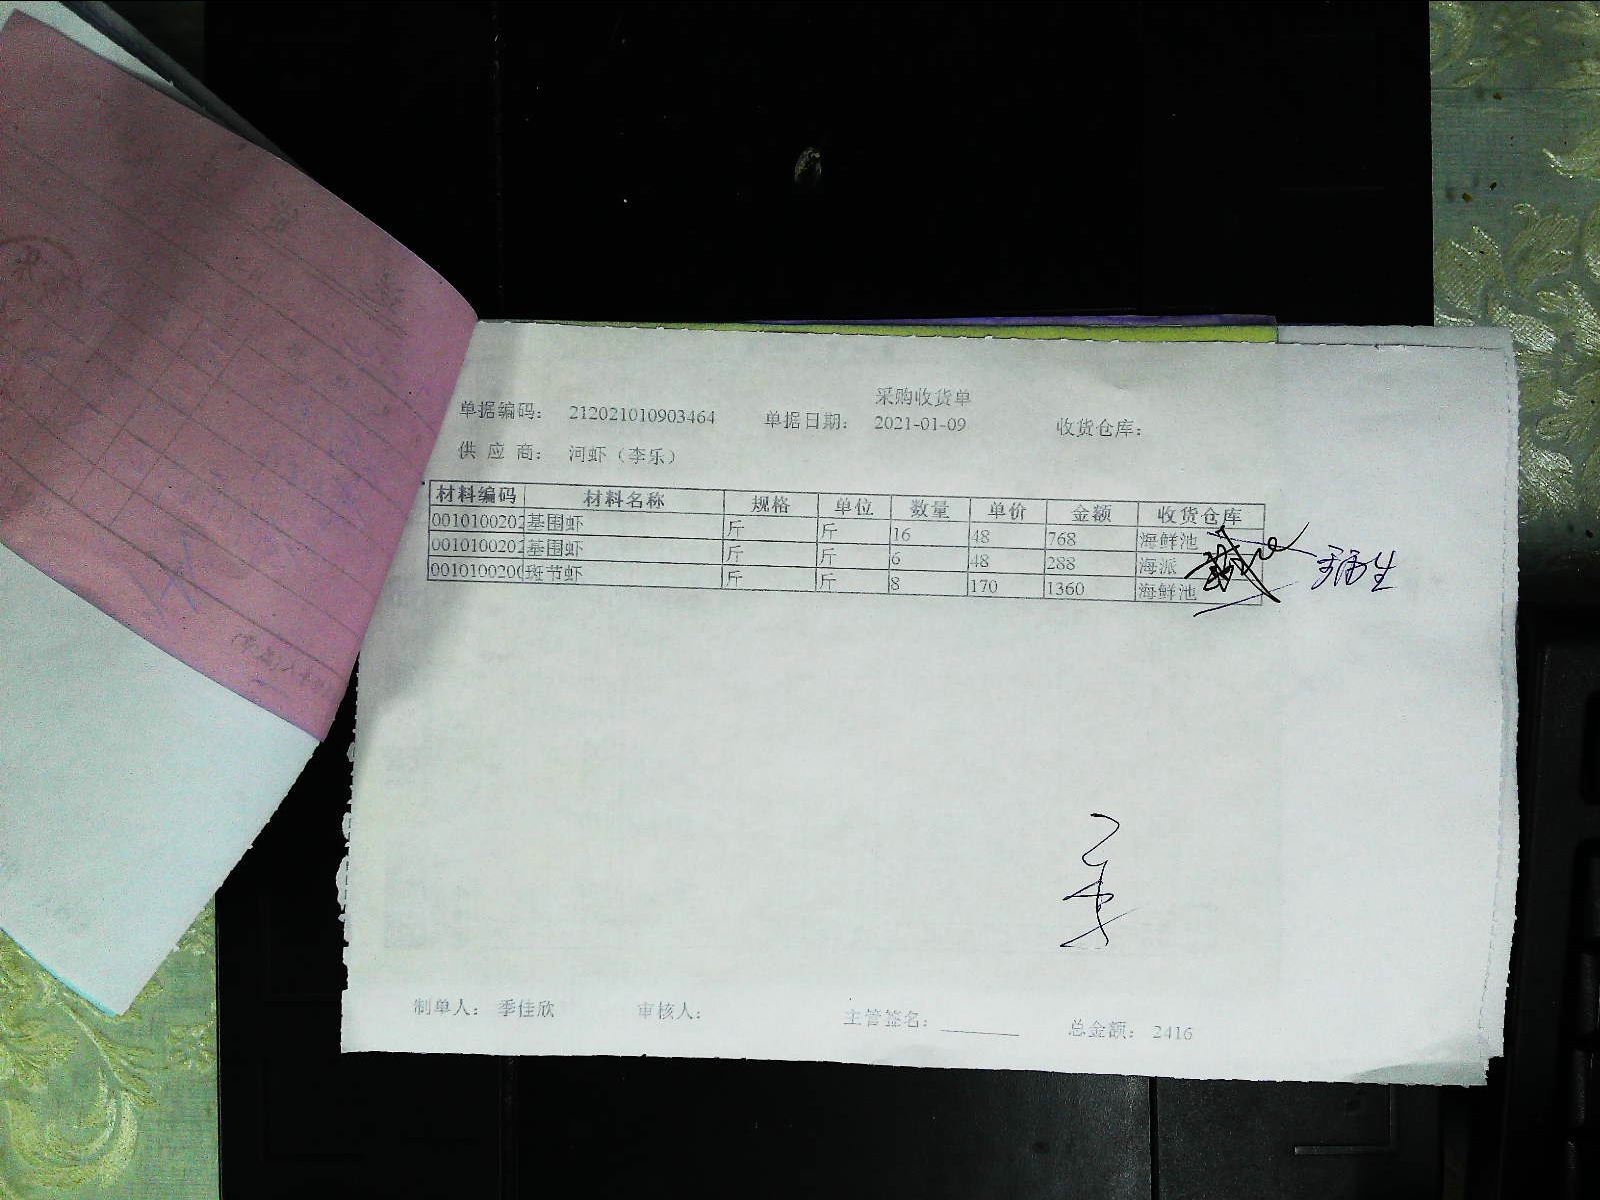 采购收货单
单据编码： 212021010903464 单据日期： 2021-01-09 收货仓库：
供 应 商： 河虾（李乐）
材料编码 材料名称 规格 单位 数量 单价 金额 收货仓库
0010100202 基围虾 斤 斤 16 48 768 海鲜池
0010100202 基围虾 斤 斤 6 48 288 海派
0010100200 斑节虾 斤 斤 8 170 1360 海鲜池
制单人： 季佳欣 审核人： 主管签名： 总金额： 2416